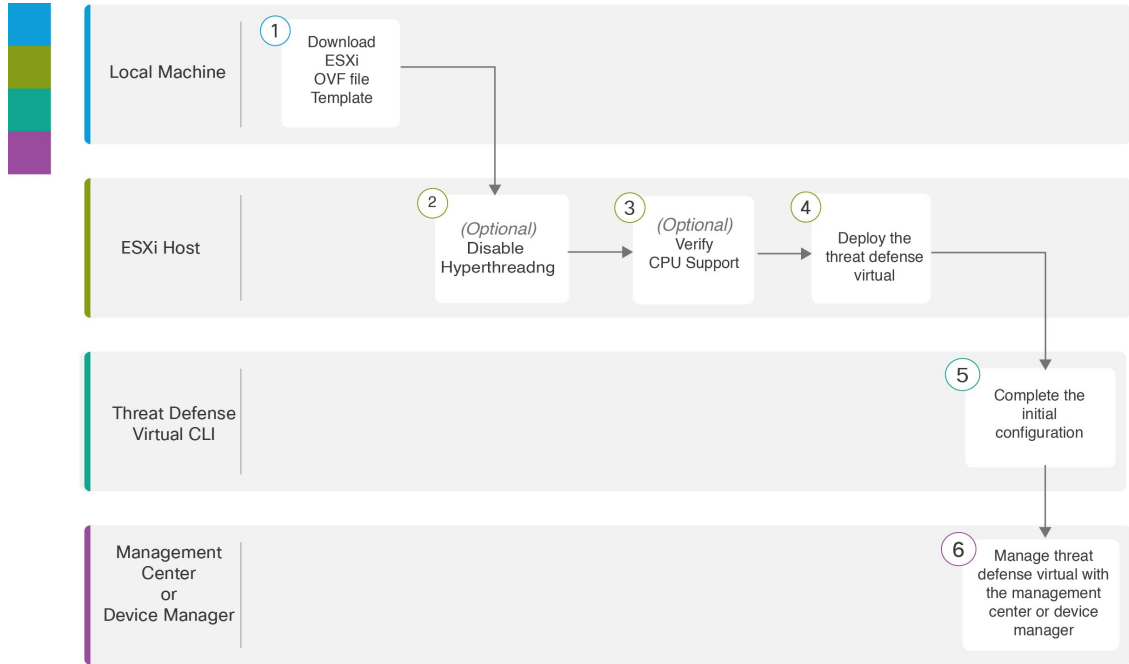 Local Machine
1
Download
ESXi
OVF file
Template
ESXi Host
2
(Optional)
Disable
Hyperthreadng
3
(Optional)
Verify
CPU Support
4
Deploy the
threat defense
virtual
Threat Defense
Virtual CLI
5
Complete the
initial
configuration
Management
Center
or
Device Manager
6
Manage threat
defense virtual with
the management
center or device
manager